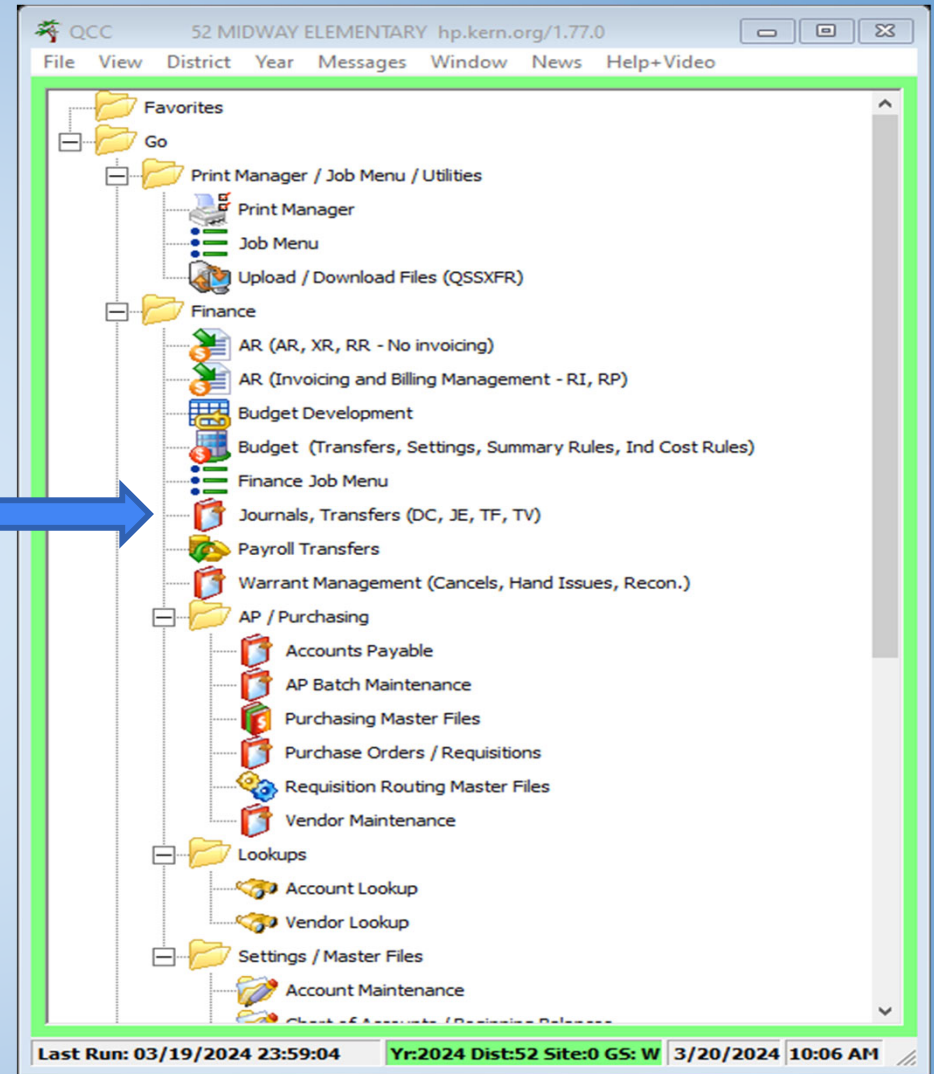 QCC 52 MIDWAY ELEMENTARY hp.kern.org/1.77.0
File View District Year Messages Window News Help+Video
Favorites
Go
Print Manager / Job Menu / Utilities
Print Manager
Job Menu
Upload / Download Files (QSSXFR)
Finance
AR (AR, XR, RR - No invoicing)
AR (Invoicing and Billing Management - RI, RP)
Budget Development
Budget (Transfers, Settings, Summary Rules, Ind Cost Rules)
Finance Job Menu
Journals, Transfers (DC, JE, TF, TV)
Payroll Transfers
Warrant Management (Cancels, Hand Issues, Recon.)
AP / Purchasing
Accounts Payable
AP Batch Maintenance
Purchasing Master Files
Purchase Orders / Requisitions
Requisition Routing Master Files
Vendor Maintenance
Lookups
Account Lookup
Vendor Lookup
Settings / Master Files
Account Maintenance
Chart of Accounts / Beginning Balances
Last Run: 03/19/2024 23:59:04 Yr:2024 Dist:52 Site:0 GS: W 3/20/2024 10:06 AM